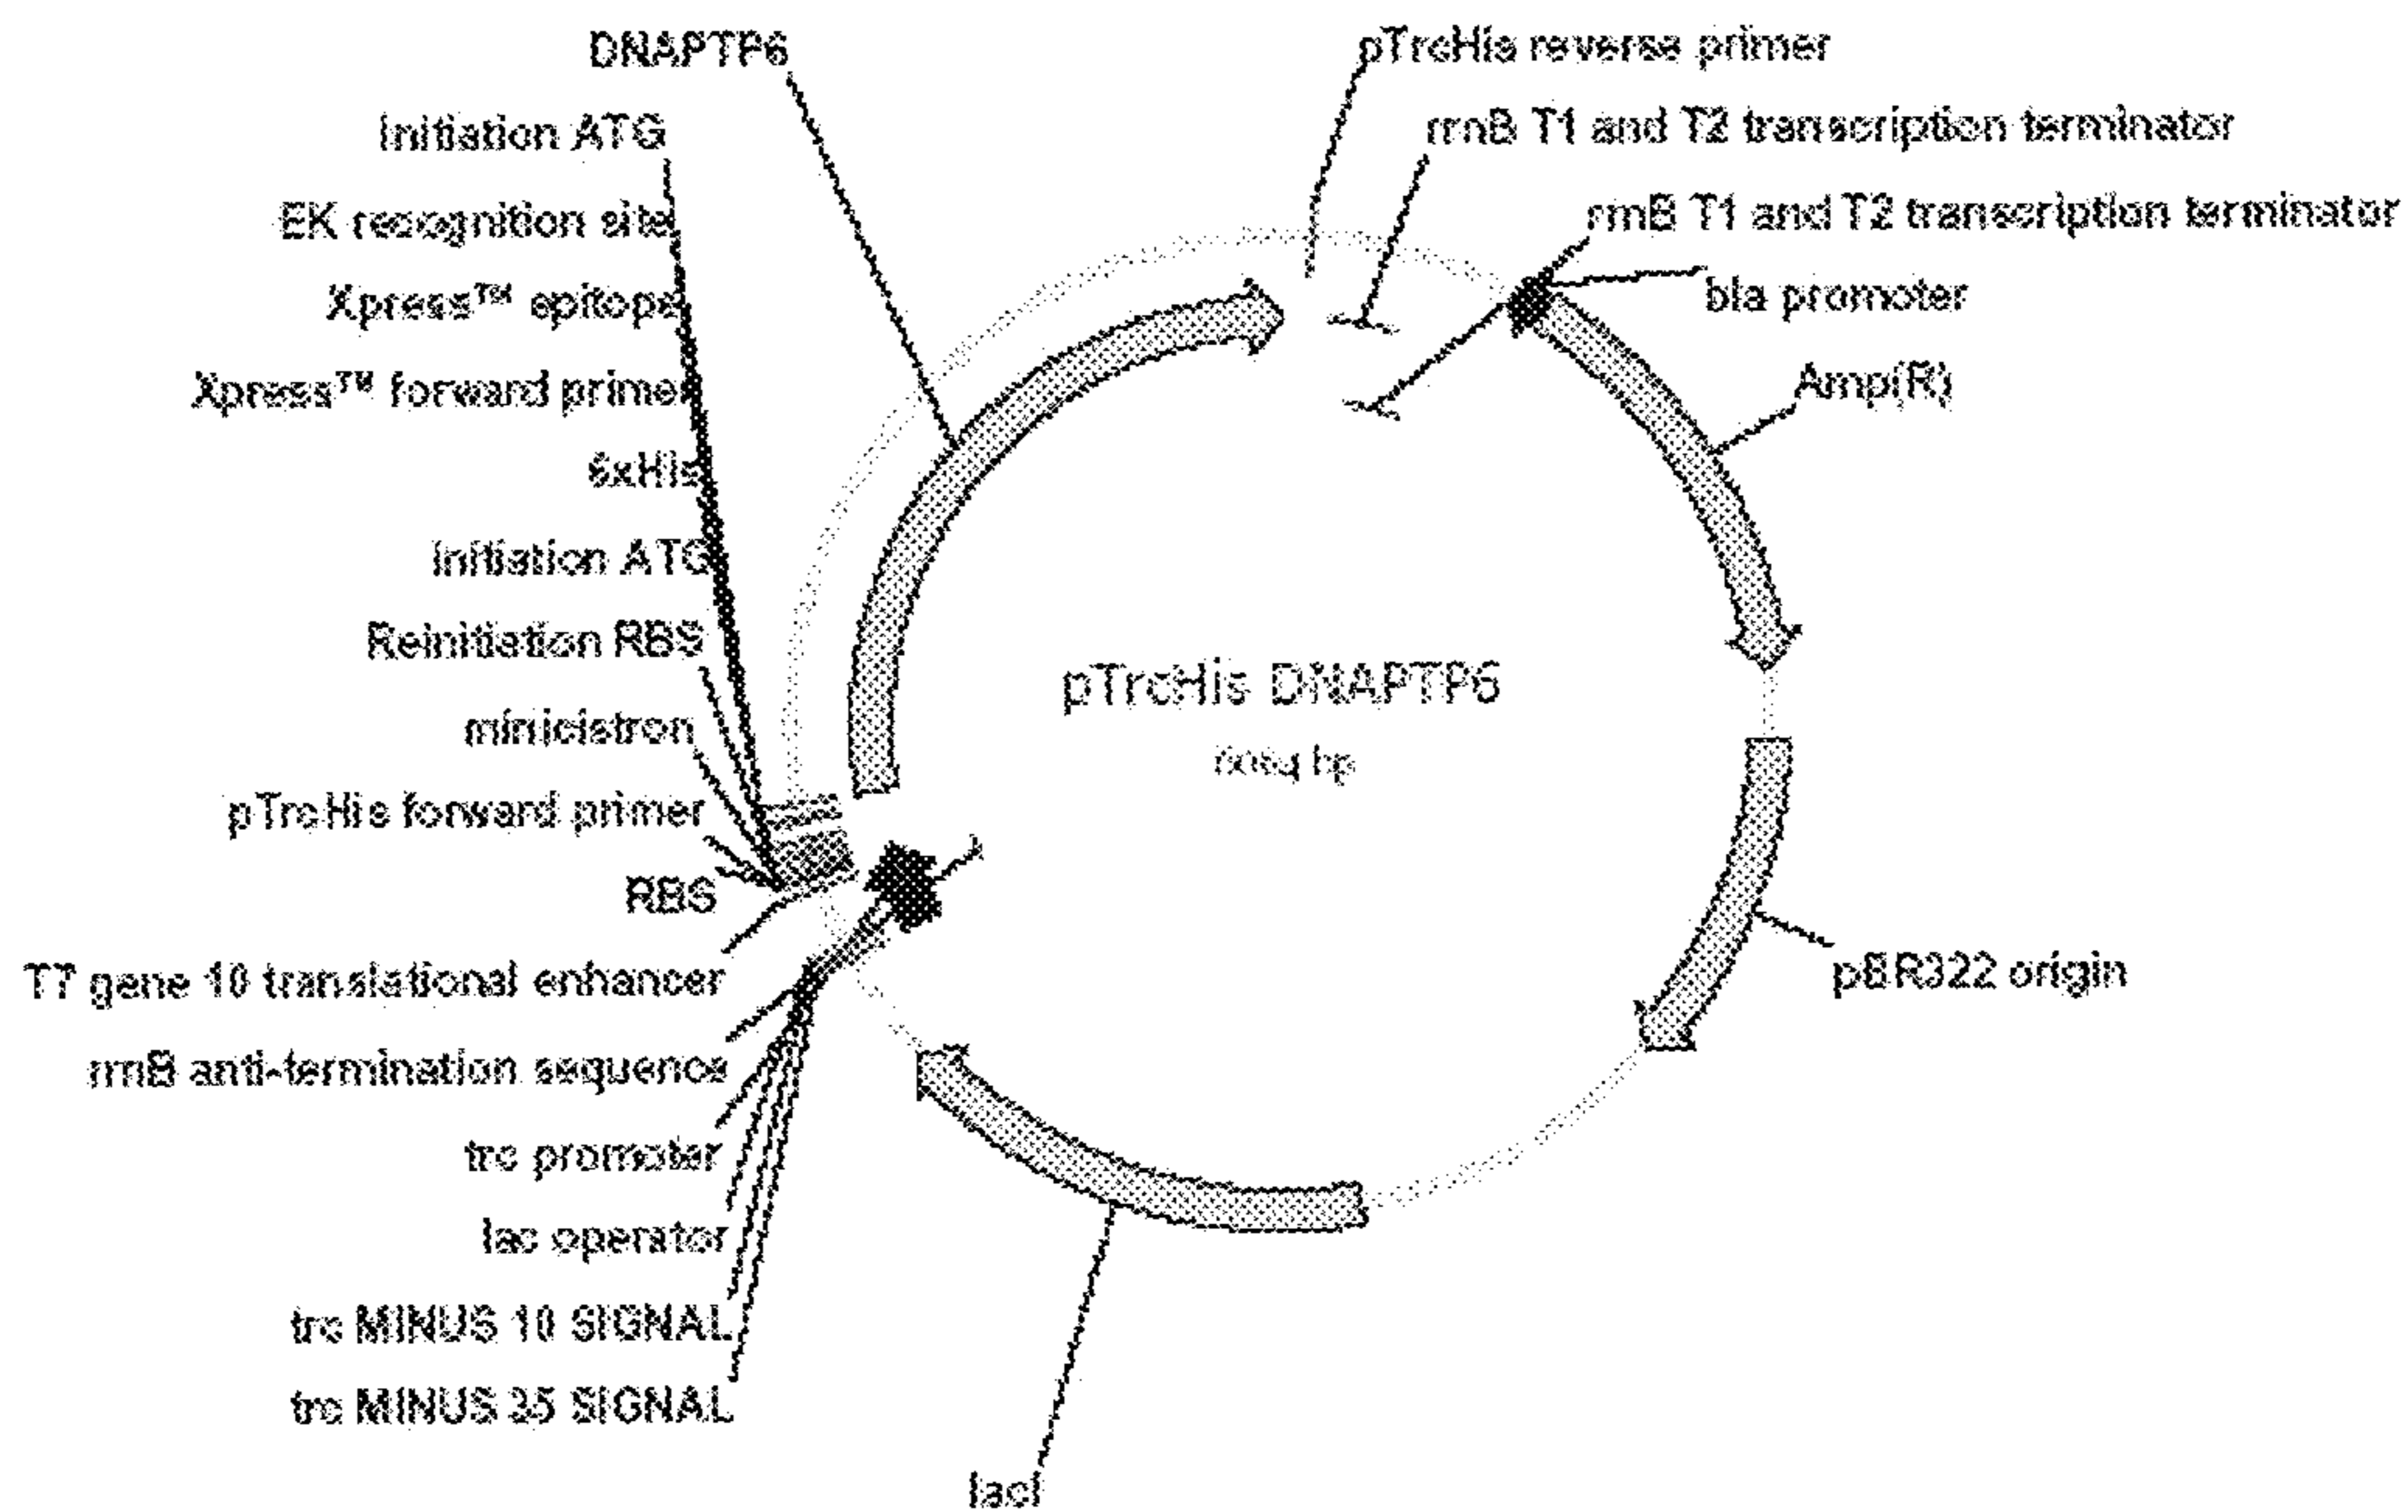 DNAPTP6
Initiation ATG
EK recognition site
Xpress™ epitope
Xpress™ forward primer
6xHis
Initiation ATG
Reinitiation RBS
minicistron
pTrcHis forward primer
RBS
T7 gene 10 translational enhancer
rrnB anti-termination sequence
trc promoter
lac operator
trc MINUS 10 SIGNAL
trc MINUS 35 SIGNAL
lacI
pTrcHis reverse primer
rrnB T1 and T2 transcription terminator
rrnB T1 and T2 transcription terminator
bla promoter
Amp(R)
pBR322 origin
pTrcHis DNAPTP6
bp